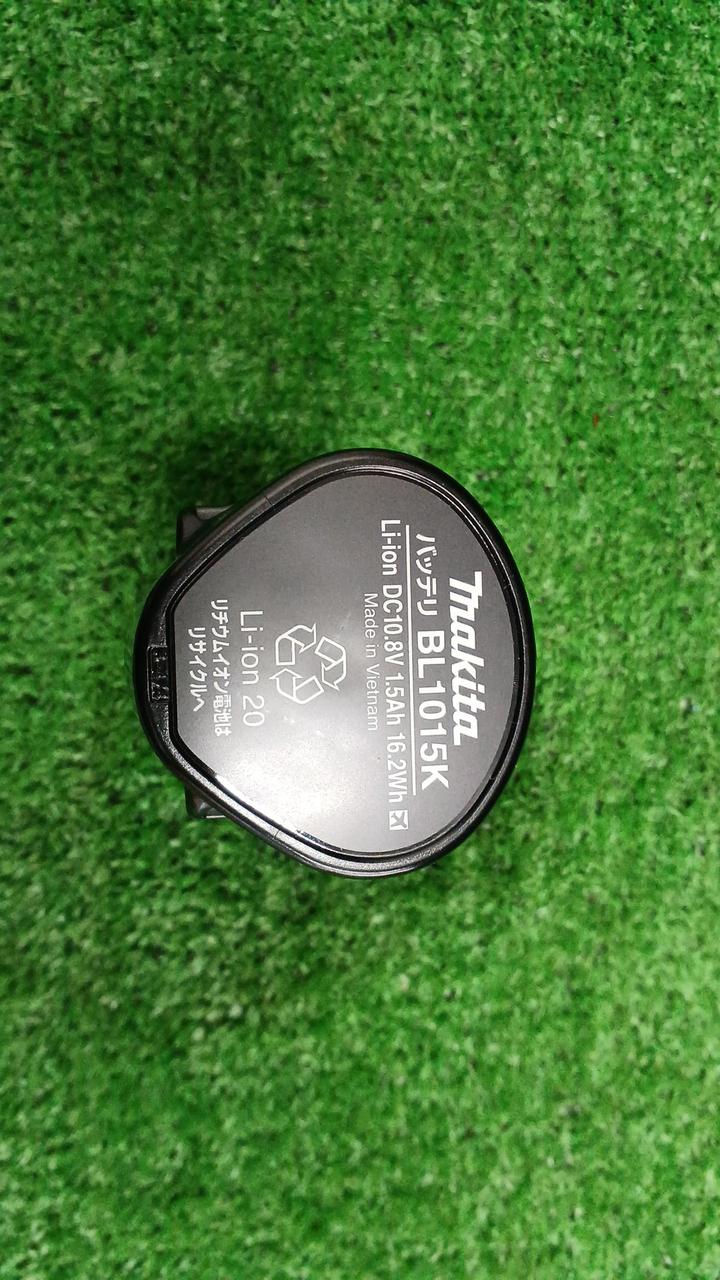 makita
バッテリ BL1015K
Li-ion DC10.8V 1.5Ah 16.2Wh
Made in Vietnam
Li-ion 20
リチウムイオン電池は
リサイクルへ